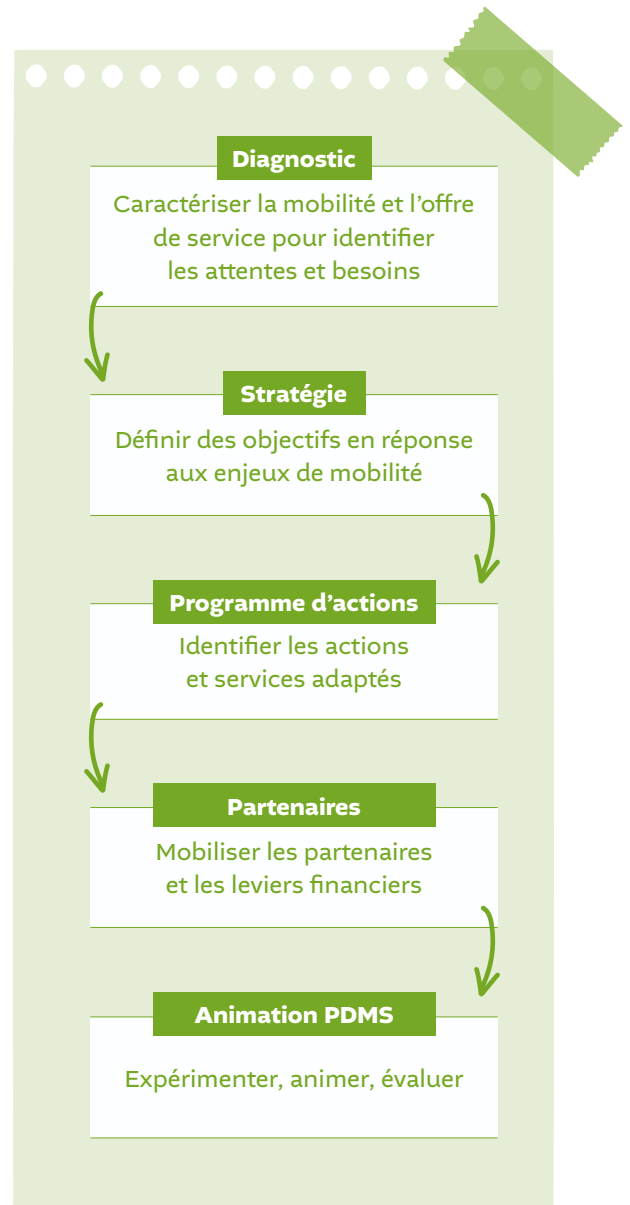 Diagnostic
Caractériser la mobilité et l’offre
de service pour identifier
les attentes et besoins
Stratégie
Définir des objectifs en réponse
aux enjeux de mobilité
Programme d’actions
Identifier les actions
et services adaptés
Partenaires
Mobiliser les partenaires
et les leviers financiers
Animation PDMS
Expérimenter, animer, évaluer